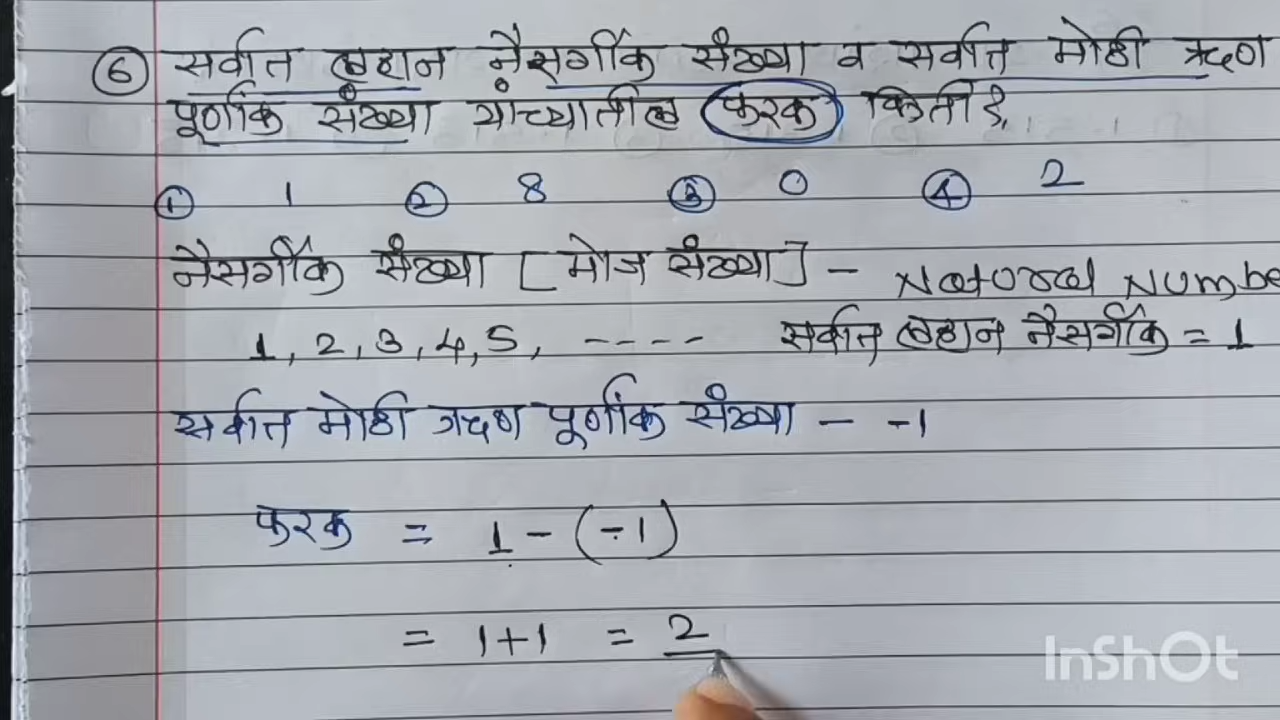 ⑥ सर्वात लहान नैसर्गीक संख्या व सर्वात मोठी ऋण
पूर्णांक संख्या यांच्यातील फरक किती?
① 1 ② 8 ③ 0 ④ 2
नैसर्गीक संख्या [मोज संख्या] - Natural Numbe
1, 2, 3, 4, 5, ---- सर्वात लहान नैसर्गीक = 1
सर्वात मोठी ऋण पूर्णांक संख्या - -1
फरक = 1 - (-1)
= 1+1 = 2
InShOt